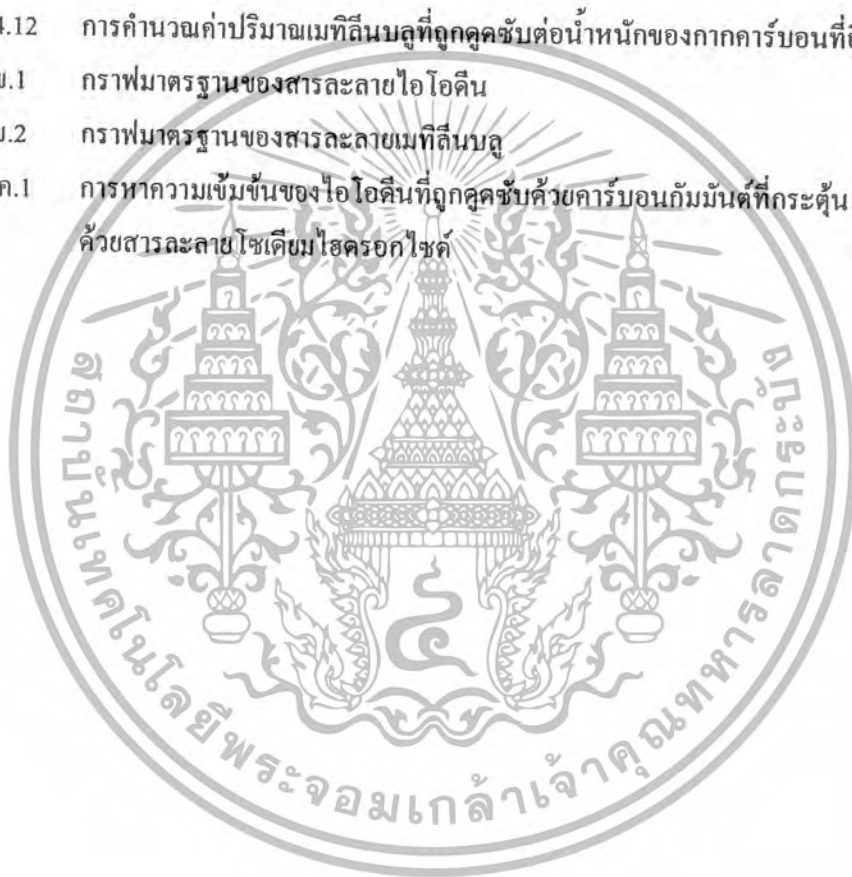 4.12 การคำนวณค่าปริมาณเมทิลีนบลูที่ถูกดูดซับต่อน้ำหนักของกากคาร์บอนที่
ข.1 กราฟมาตรฐานของสารละลายไอโอดีน
ข.2 กราฟมาตรฐานของสารละลายเมทิลีนบลู
ค.1 การหาความเข้มข้นของไอโอดีนที่ถูกดูดซับด้วยคาร์บอนกัมมันต์ที่กระตุ้น
ด้วยสารละลายโซเดียมไฮดรอกไซด์
สถาบันเทคโนโลยีพระจอมเกล้าเจ้าคุณทหารลาดกระบัง